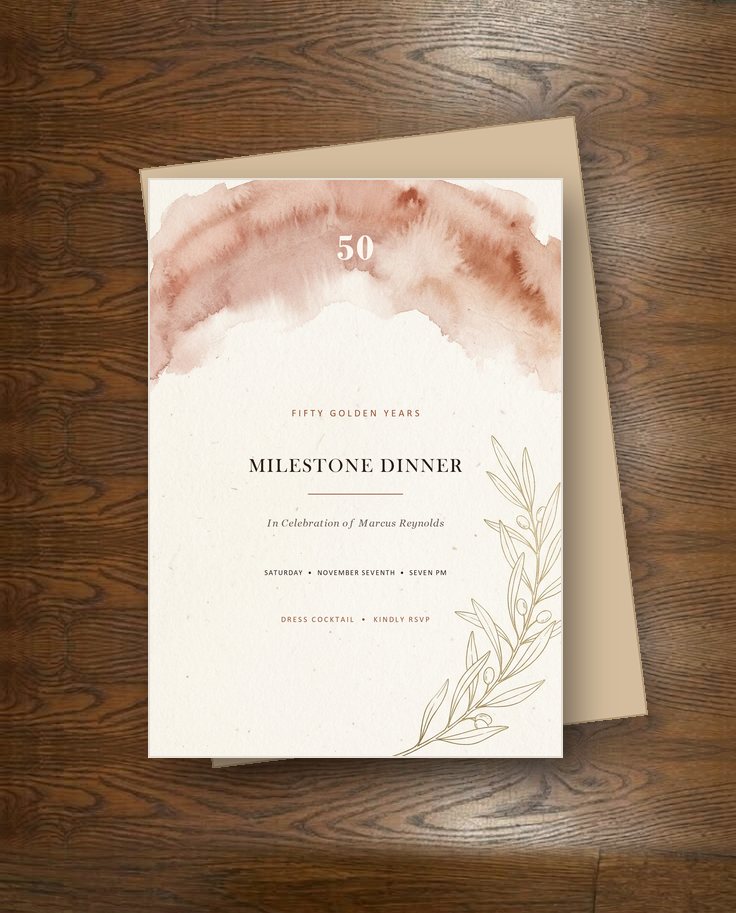 50
FIFTY GOLDEN YEARS
MILESTONE DINNER
In Celebration of Marcus Reynolds
SATURDAY • NOVEMBER SEVENTH • SEVEN PM
DRESS COCKTAIL • KINDLY RSVP